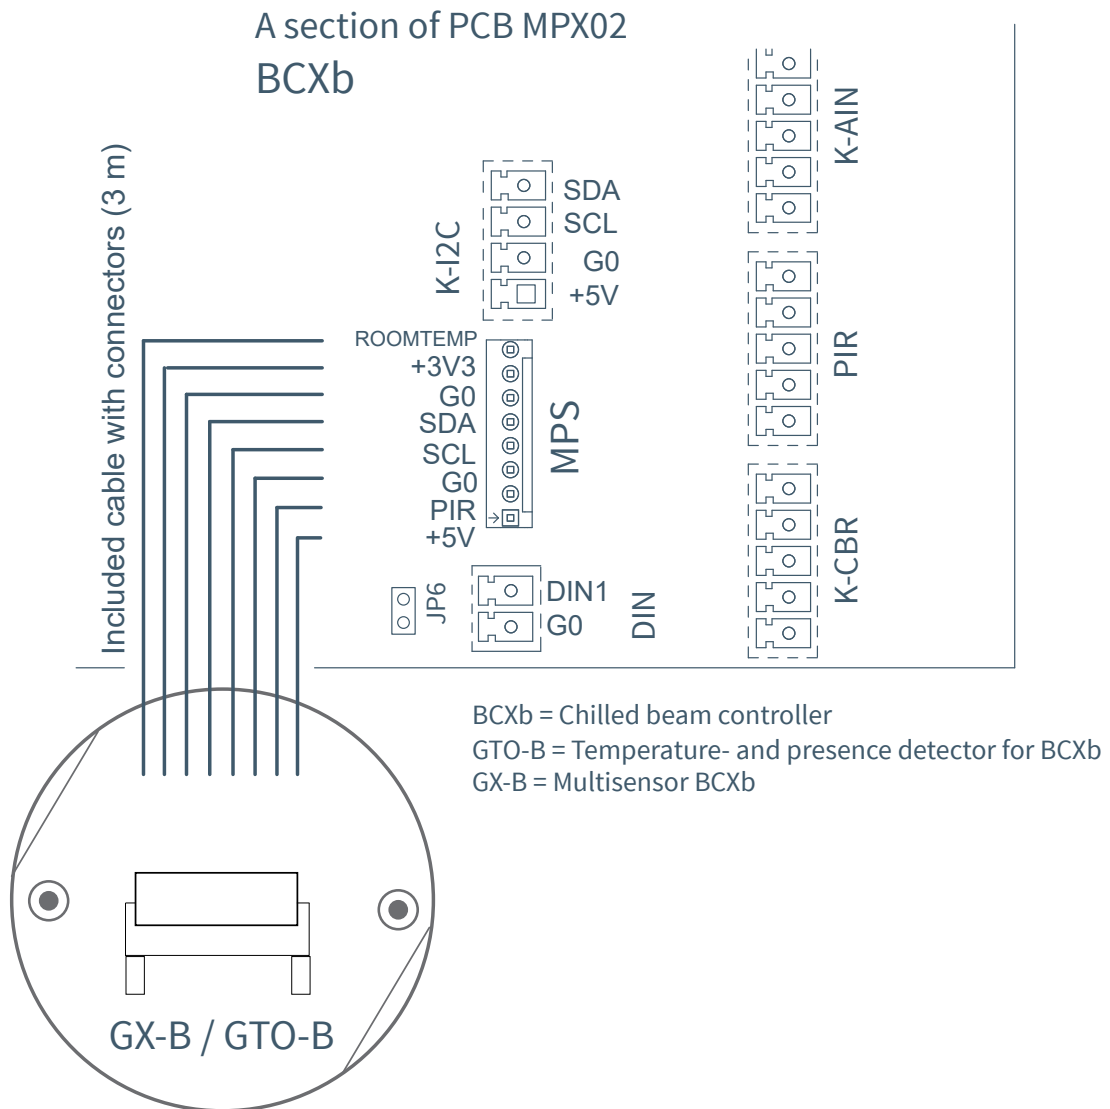 A section of PCB MPX02
BCXb
Included cable with connectors (3 m)
K-I2C
SDA
SCL
G0
+5V
ROOMTEMP
+3V3
G0
SDA
SCL
G0
PIR
+5V
MPS
JP6
DIN1
G0
DIN
K-AIN
PIR
K-CBR
BCXb = Chilled beam controller
GTO-B = Temperature- and presence detector for BCXb
GX-B = Multisensor BCXb
GX-B / GTO-B